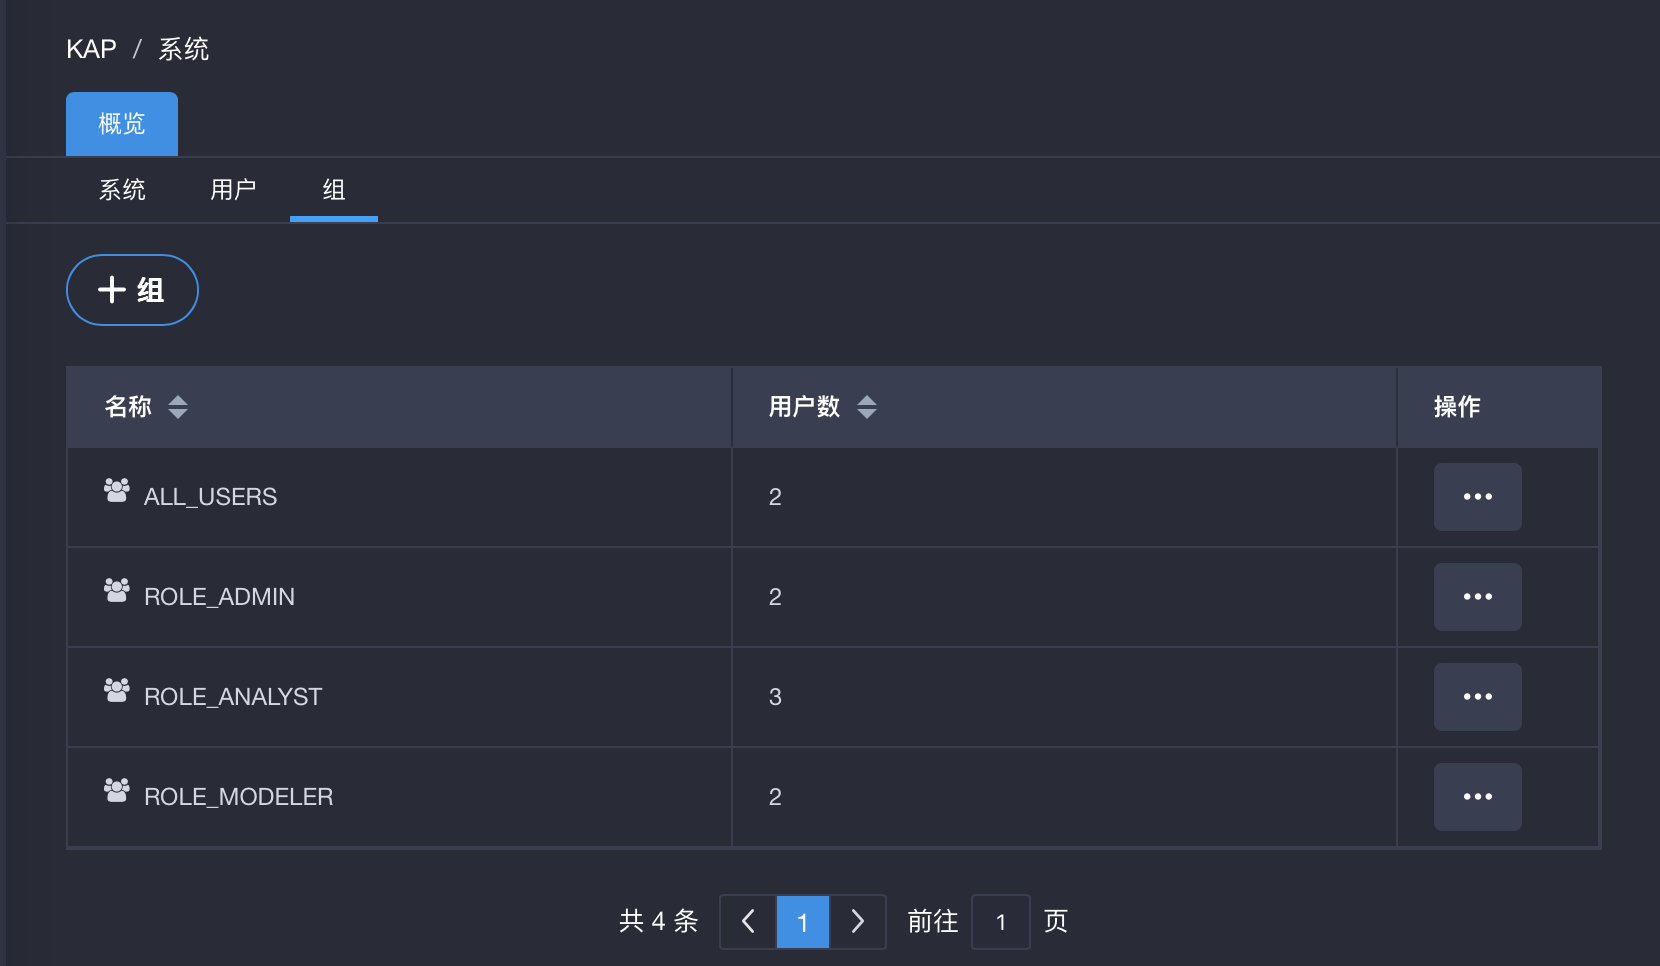 KAP / 系统
概览
系统 用户 组
组
名称 用户数 操作
ALL_USERS 2
ROLE_ADMIN 2
ROLE_ANALYST 3
ROLE_MODELER 2
共 4 条 1 前往 1 页